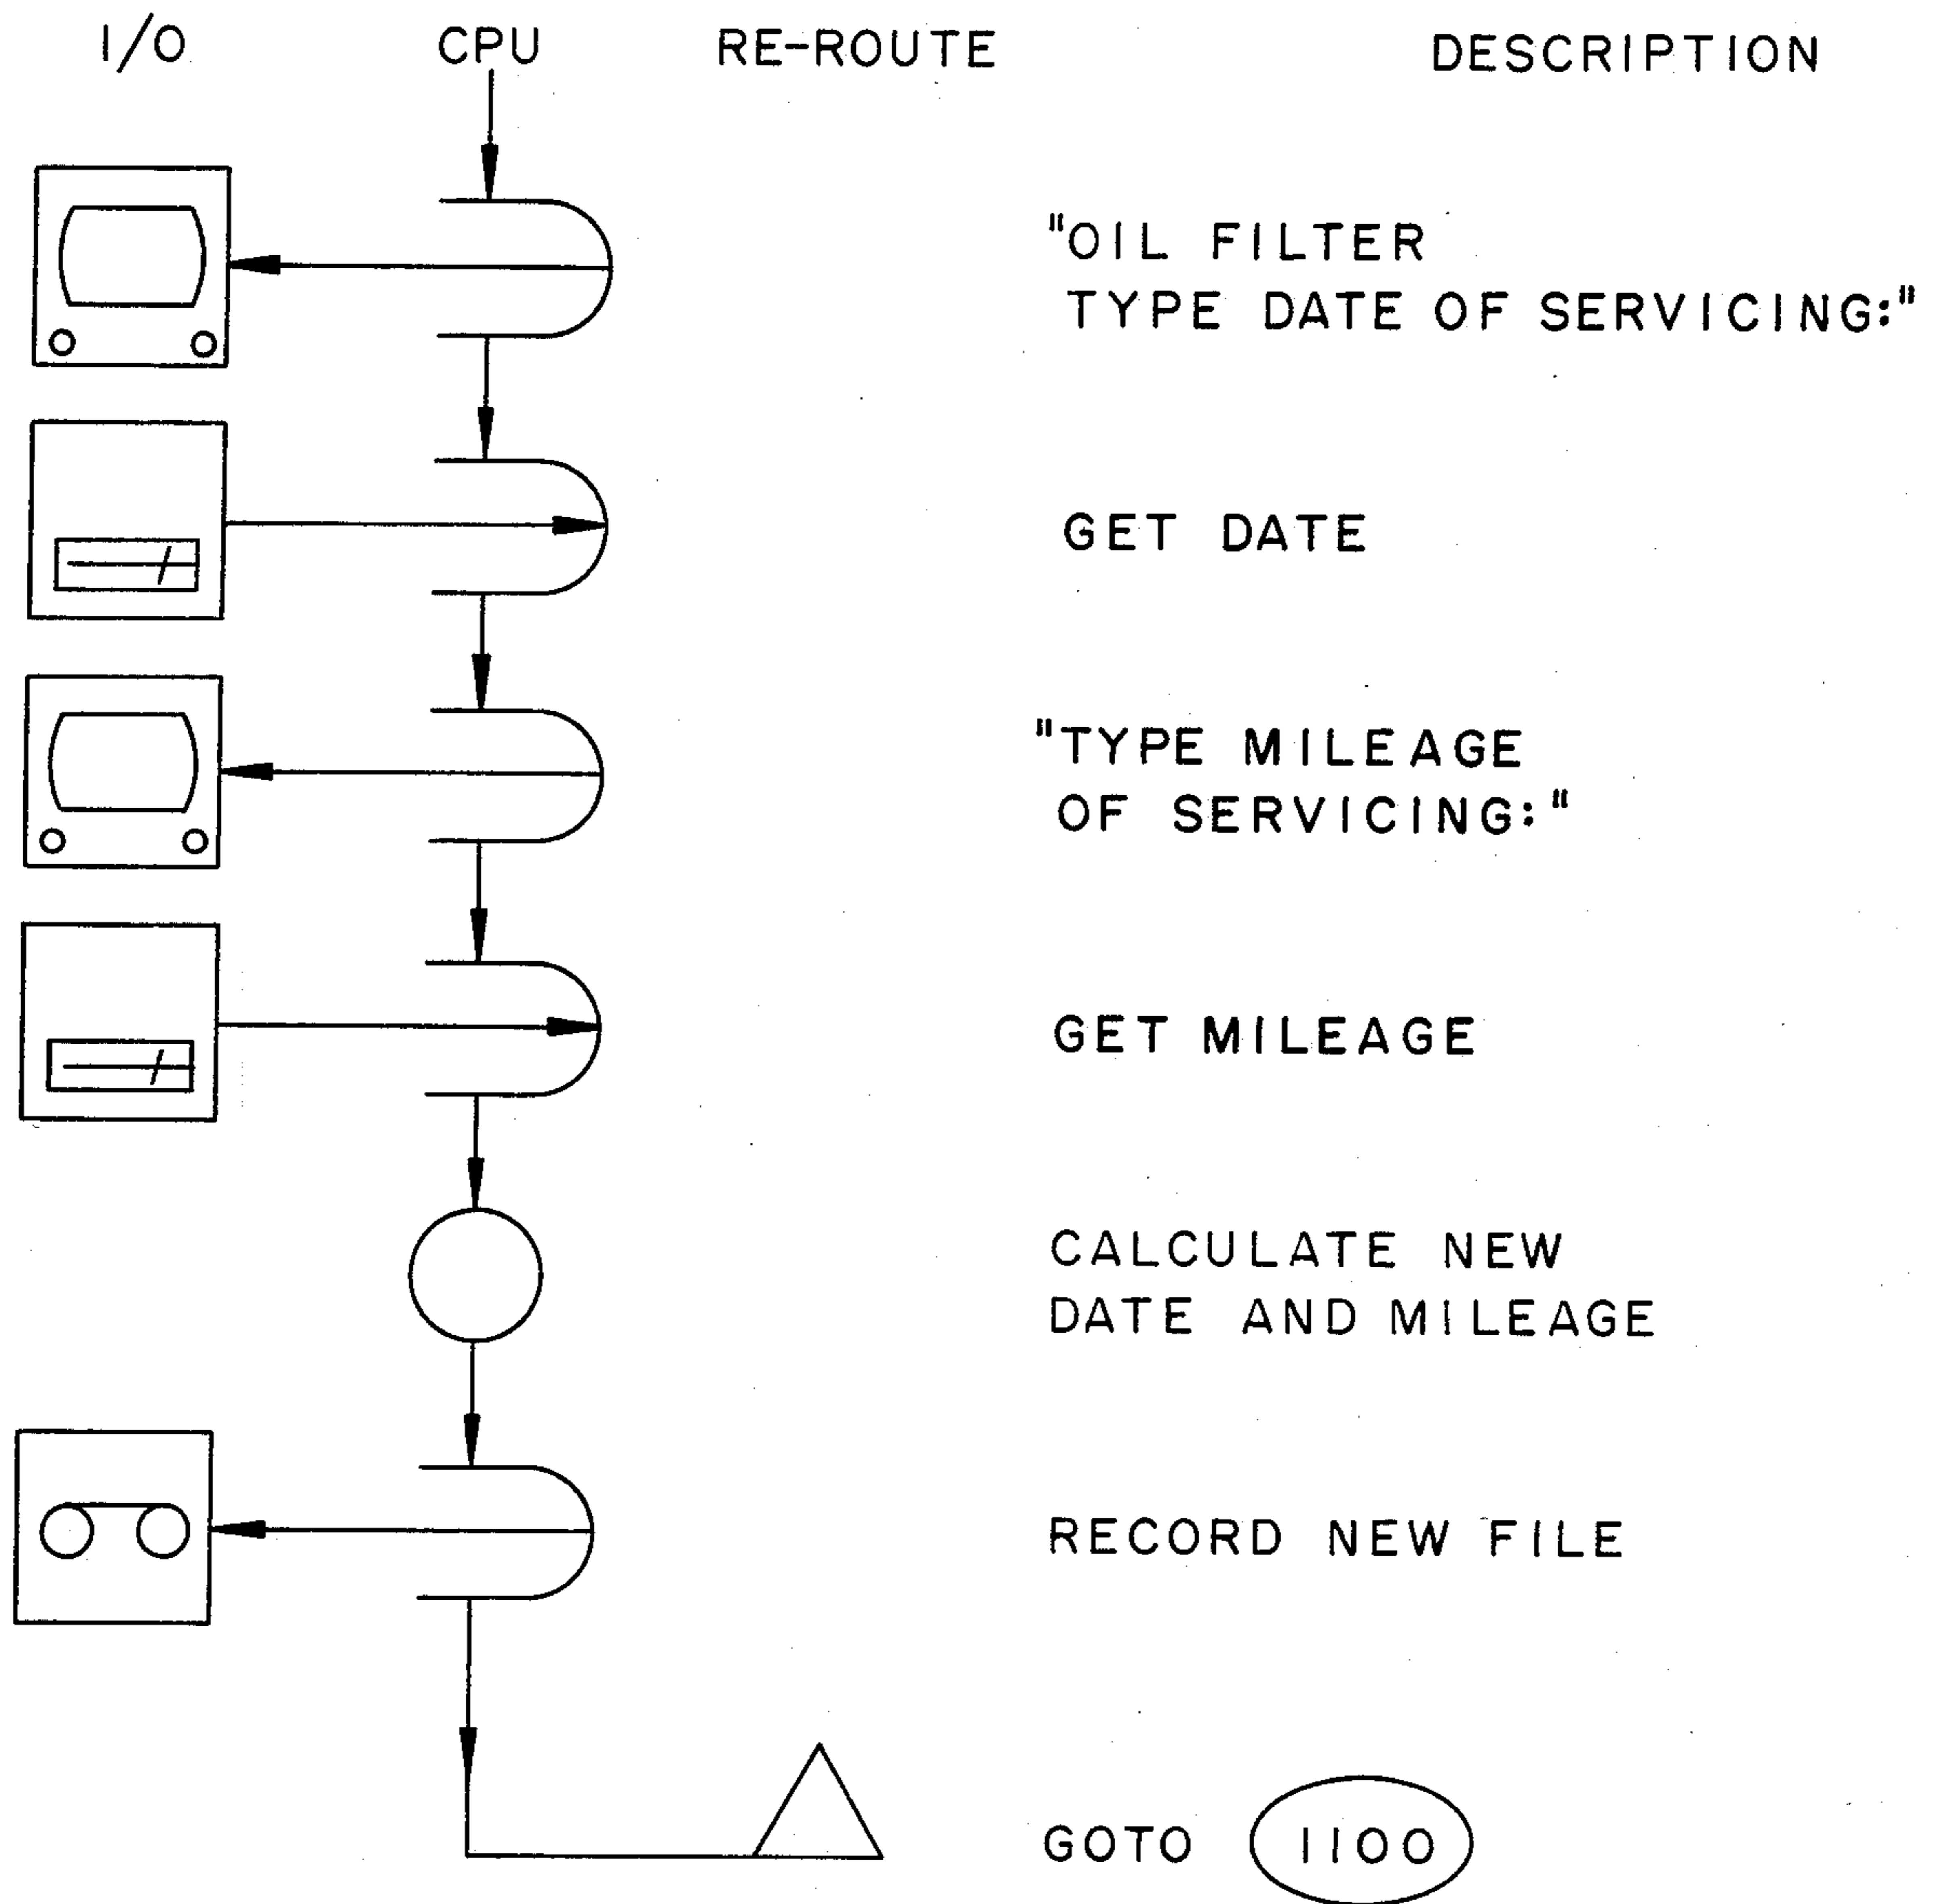 I/O CPU RE-ROUTE DESCRIPTION
"OIL FILTER
TYPE DATE OF SERVICING:"
GET DATE
"TYPE MILEAGE
OF SERVICING:"
GET MILEAGE
CALCULATE NEW
DATE AND MILEAGE
RECORD NEW FILE
GOTO 1100